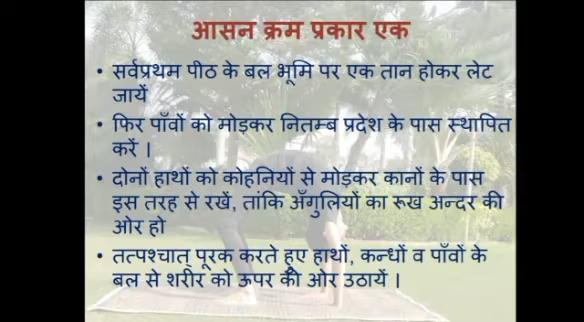 आसन क्रम प्रकार एक
• सर्वप्रथम पीठ के बल भूमि पर एक तान होकर लेट
जायें
• फिर पाँवों को मोड़कर नितम्ब प्रदेश के पास स्थापित
करें ।
• दोनों हाथों को कोहनियों से मोड़कर कानों के पास
इस तरह से रखें, तांकि अँगुलियों का रूख अन्दर की
ओर हो
• तत्पश्चात् पूरक करते हुए हाथों, कन्धों व पाँवों के
बल से शरीर को ऊपर की ओर उठायें ।